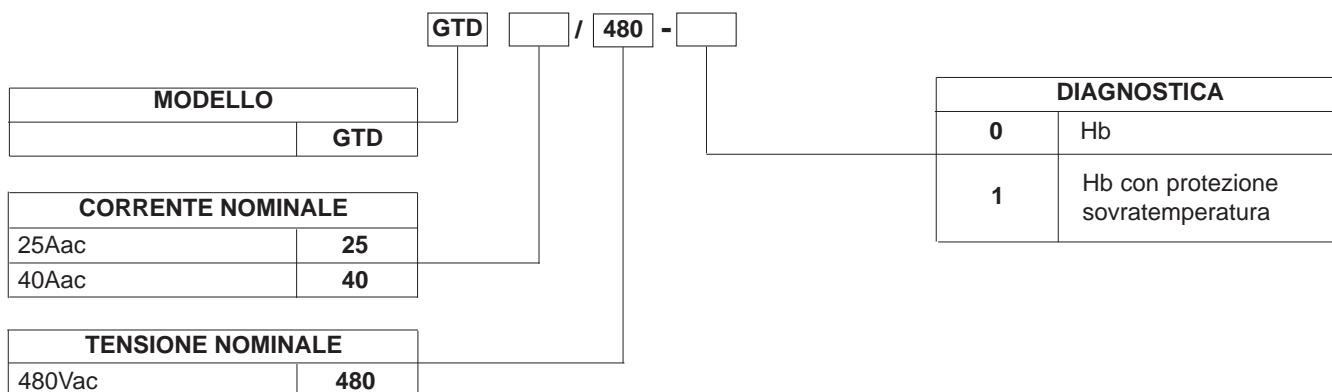 GTD / 480 -
MODELLO
GTD
CORRENTE NOMINALE
25Aac 25
40Aac 40
TENSIONE NOMINALE
480Vac 480
DIAGNOSTICA
0 Hb
1 Hb con protezione
sovratemperatura